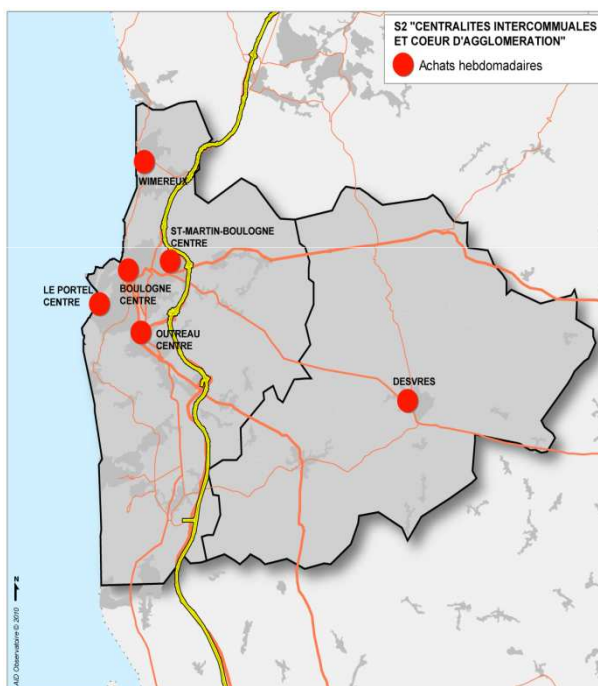 S2 "CENTRALITES INTERCOMMUALES
ET COEUR D'AGGLOMERATION"
Achats hebdomadaires
WIMEREUX
ST-MARTIN-BOULOGNE
CENTRE
LE PORTEL
CENTRE
BOULOGNE
CENTRE
OUTREAU
CENTRE
DESVRES
N
AID Observatoire © 2010